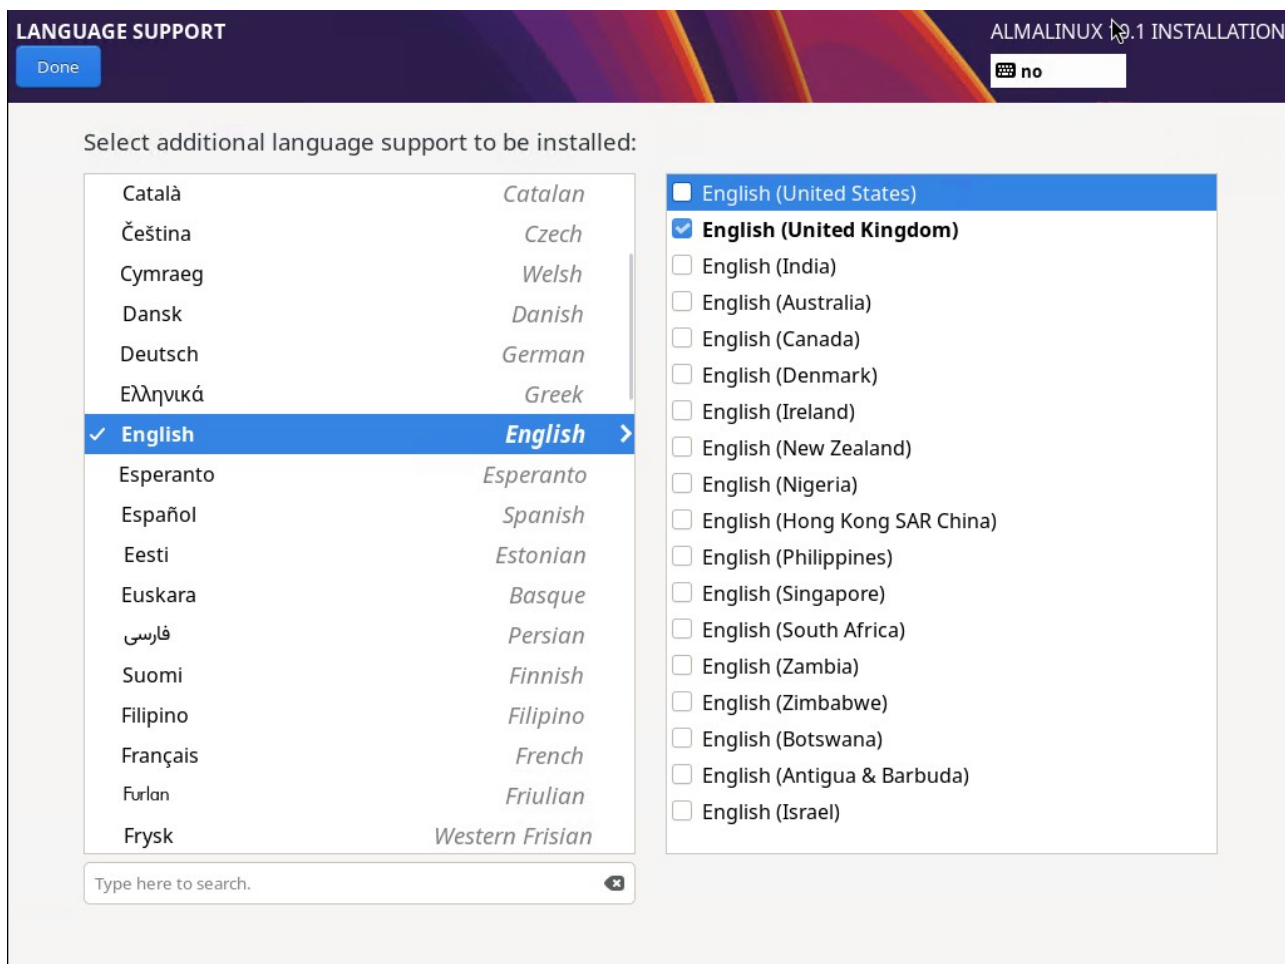 LANGUAGE SUPPORT
Done
ALMALINUX 10.1 INSTALLATION
no
Select additional language support to be installed:
Català Catalan
Čeština Czech
Cymraeg Welsh
Dansk Danish
Deutsch German
Ελληνικά Greek
English English
Esperanto Esperanto
Español Spanish
Eesti Estonian
Euskara Basque
فارسی Persian
Suomi Finnish
Filipino Filipino
Français French
Furlan Friulian
Frysk Western Frisian
Type here to search.
English (United States)
English (United Kingdom)
English (India)
English (Australia)
English (Canada)
English (Denmark)
English (Ireland)
English (New Zealand)
English (Nigeria)
English (Hong Kong SAR China)
English (Philippines)
English (Singapore)
English (South Africa)
English (Zambia)
English (Zimbabwe)
English (Botswana)
English (Antigua & Barbuda)
English (Israel)